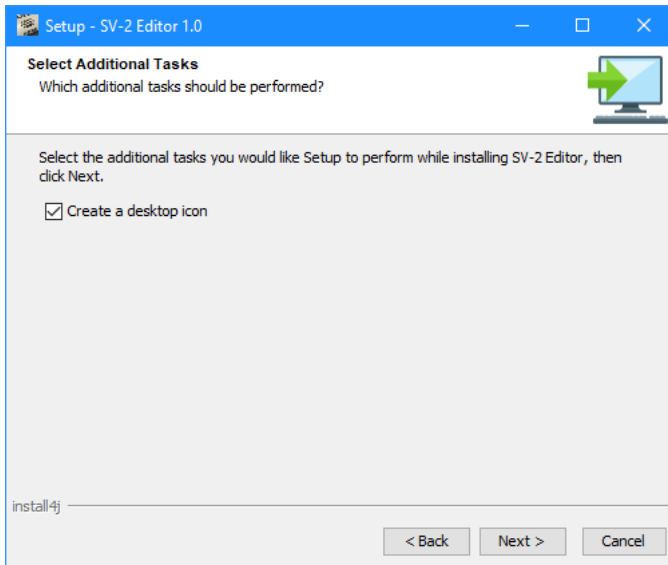 Setup - SV-2 Editor 1.0
Select Additional Tasks
Which additional tasks should be performed?
Select the additional tasks you would like Setup to perform while installing SV-2 Editor, then
click Next.
Create a desktop icon
install4j
< Back
Next >
Cancel